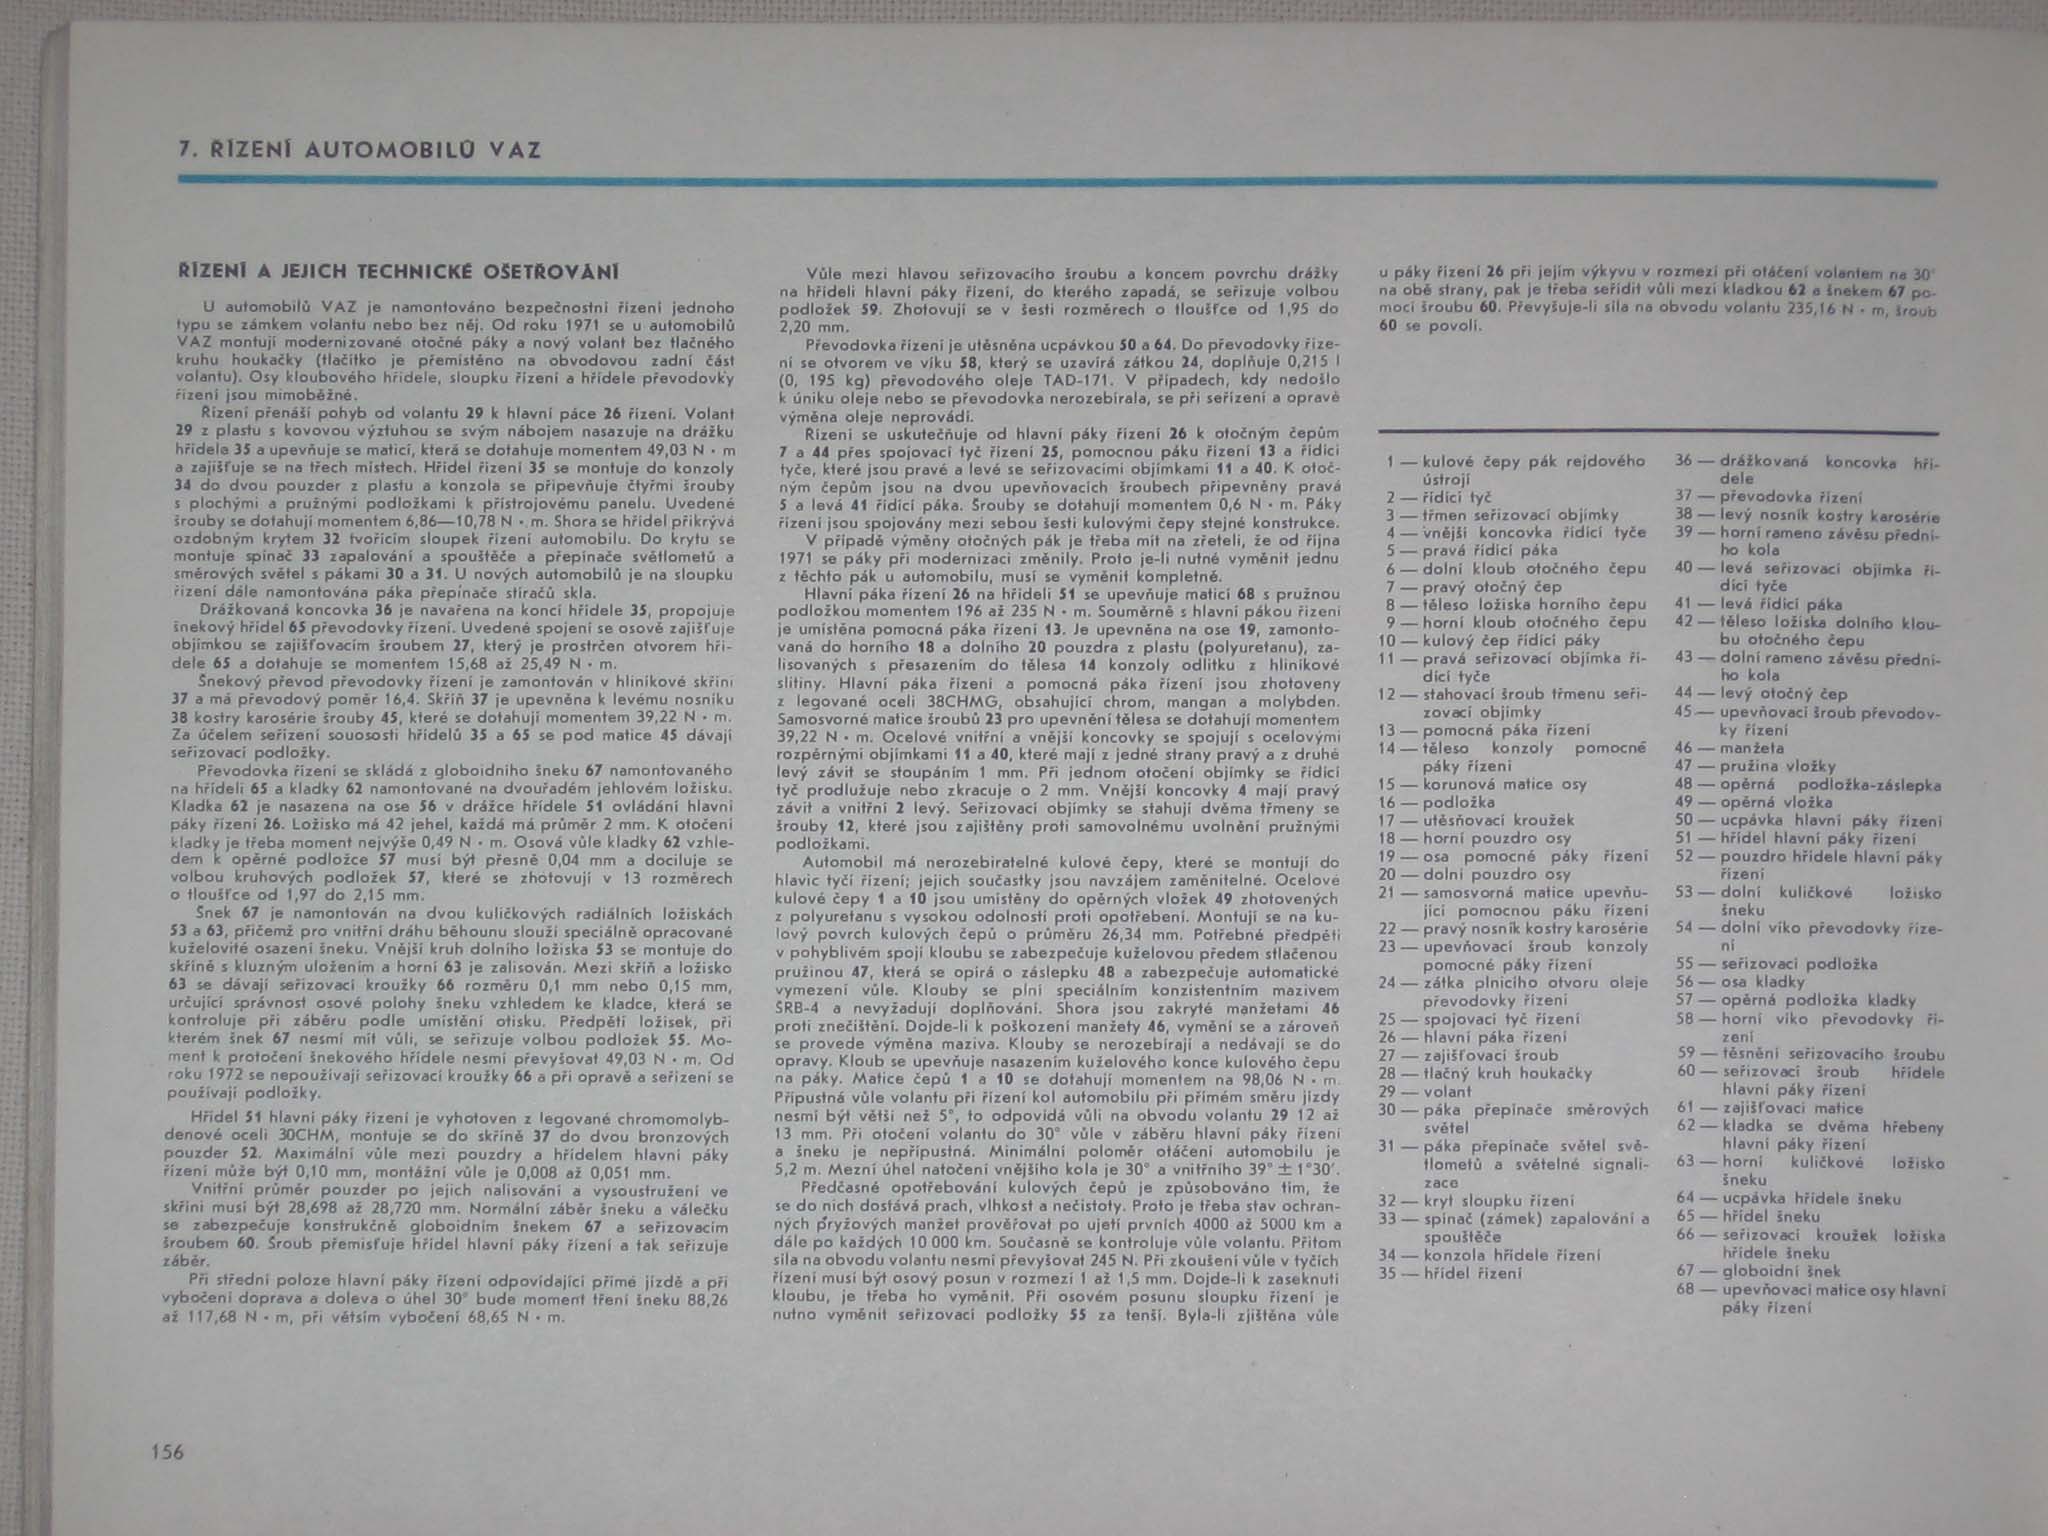 7. ŘÍZENÍ AUTOMOBILŮ VAZ
ŘÍZENÍ A JEJICH TECHNICKÉ OŠETŘOVÁNÍ
U automobilů VAZ je namontováno bezpečnostní řízení jednoho
typu se zámkem volantu nebo bez něj. Od roku 1971 se u automobilů
VAZ montují modernizované otočné páky a nový volant bez tlačného
kruhu houkačky (tlačítko je přemístěno na obvodovou zadní část
volantu). Osy kloubového hřídele, sloupku řízení a hřídele převodovky
řízení jsou mimoběžné.
Řízení přenáší pohyb od volantu 29 k hlavní páce 26 řízení. Volant
29 z plastu s kovovou výztuhou se svým nábojem nasazuje na drážku
hřídele 35 a upevňuje se maticí, která se dotahuje momentem 49,03 N • m
a zajišťuje se na třech místech. Hřídel řízení 35 se montuje do konzoly
34 do dvou pouzder z plastu a konzola se připevňuje čtyřmi šrouby
s plochými a pružnými podložkami k přístrojovému panelu. Uvedené
šrouby se dotahují momentem 6,86—10,78 N • m. Shora se hřídel přikrývá
ozdobným krytem 32 tvořícím sloupek řízení automobilu. Do krytu se
montuje spínač 33 zapalování a spouštěče a přepínače světlometů a
směrových světel s pákami 30 a 31. U nových automobilů je na sloupku
řízení dále namontována páka přepínače stíračů skla.
Drážkovaná koncovka 36 je navařena na konci hřídele 35, propojuje
šnekový hřídel 65 převodovky řízení. Uvedené spojení se osově zajišťuje
objímkou se zajišťovacím šroubem 27, který je prostrčen otvorem hří-
dele 65 a dotahuje se momentem 15,68 až 25,49 N • m.
Šnekový převod převodovky řízení je zamontován v hliníkové skříni
37 a má převodový poměr 16,4. Skříň 37 je upevněna k levému nosníku
38 kostry karosérie šrouby 45, které se dotahují momentem 39,22 N • m.
Za účelem seřízení souososti hřídelů 35 a 65 se pod matice 45 dávají
seřizovací podložky.
Převodovka řízení se skládá z globoidního šneku 67 namontovaného
na hřídeli 65 a kladky 62 namontované na dvouřadém jehlovém ložisku.
Kladka 62 je nasazena na ose 56 v drážce hřídele 51 ovládání hlavní
páky řízení 26. Ložisko má 42 jehel, každá má průměr 2 mm. K otočení
kladky je třeba moment nejvýše 0,49 N • m. Osová vůle kladky 62 vzhle-
dem k opěrné podložce 57 musí být přesně 0,04 mm a dociluje se
volbou kruhových podložek 57, které se zhotovují v 13 rozměrech
o tloušťce od 1,97 do 2,15 mm.
Šnek 67 je namontován na dvou kuličkových radiálních ložiskách
53 a 63, přičemž pro vnitřní dráhu běhounu slouží speciálně opracované
kuželovité osazení šneku. Vnější kruh dolního ložiska 53 se montuje do
skříně s kluzným uložením a horní 63 je zalisován. Mezi skříň a ložisko
63 se dávají seřizovací kroužky 66 rozměru 0,1 mm nebo 0,15 mm,
určující správnost osové polohy šneku vzhledem ke kladce, která se
kontroluje při záběru podle umístění otisku. Předpětí ložisek, při
kterém šnek 67 nesmí mít vůli, se seřizuje volbou podložek 55. Mo-
ment k protočení šnekového hřídele nesmí převyšovat 49,03 N • m. Od
roku 1972 se nepoužívají seřizovací kroužky 66 a při opravě a seřízení se
používají podložky.
Hřídel 51 hlavní páky řízení je vyhotoven z legované chromomolyb-
denové oceli 30CHM, montuje se do skříně 37 do dvou bronzových
pouzder 52. Maximální vůle mezi pouzdry a hřídelem hlavní páky
řízení může být 0,10 mm, montážní vůle je 0,008 až 0,051 mm.
Vnitřní průměr pouzder po jejich nalisování a vysoustružení ve
skříni musí být 28,698 až 28,720 mm. Normální záběr šneku a válečku
se zabezpečuje konstrukčně globoidním šnekem 67 a seřizovacím
šroubem 60. Šroub přemisťuje hřídel hlavní páky řízení a tak seřizuje
záběr.
Při střední poloze hlavní páky řízení odpovídající přímé jízdě a při
vybočení doprava a doleva o úhel 30° bude moment tření šneku 88,26
až 117,68 N • m, při větším vybočení 68,65 N • m.
Vůle mezi hlavou seřizovacího šroubu a koncem povrchu drážky
na hřídeli hlavní páky řízení, do kterého zapadá, se seřizuje volbou
podložek 59. Zhotovují se v šesti rozměrech o tloušťce od 1,95 do
2,20 mm.
Převodovka řízení je utěsněna ucpávkou 50 a 64. Do převodovky říze-
ní se otvorem ve víku 58, který se uzavírá zátkou 24, doplňuje 0,215 l
(0, 195 kg) převodového oleje TAD-171. V případech, kdy nedošlo
k úniku oleje nebo se převodovka nerozebírala, se při seřízení a opravě
výměna oleje neprovádí.
Řízení se uskutečňuje od hlavní páky řízení 26 k otočným čepům
7 a 44 přes spojovací tyč řízení 25, pomocnou páku řízení 13 a řídicí
tyče, které jsou pravé a levé se seřizovacími objímkami 11 a 40. K otoč-
ným čepům jsou na dvou upevňovacích šroubech připevněny pravá
5 a levá 41 řídicí páka. Šrouby se dotahují momentem 0,6 N • m. Páky
řízení jsou spojovány mezi sebou šesti kulovými čepy stejné konstrukce.
V případě výměny otočných pák je třeba mít na zřeteli, že od října
1971 se páky při modernizaci změnily. Proto je-li nutné vyměnit jednu
z těchto pák u automobilu, musí se vyměnit kompletně.
Hlavní páka řízení 26 na hřídeli 51 se upevňuje maticí 68 s pružnou
podložkou momentem 196 až 235 N • m. Souměrně s hlavní pákou řízení
je umístěna pomocná páka řízení 13. Je upevněna na ose 19, zamonto-
vaná do horního 18 a dolního 20 pouzdra z plastu (polyuretanu), za-
lisovaných s přesazením do tělesa 14 konzoly odlitku z hliníkové
slitiny. Hlavní páka řízení a pomocná páka řízení jsou zhotoveny
z legované oceli 38CHMG, obsahující chrom, mangan a molybden.
Samosvorné matice šroubů 23 pro upevnění tělesa se dotahují momentem
39,22 N • m. Ocelové vnitřní a vnější koncovky se spojují s ocelovými
rozpěrnými objímkami 11 a 40, které mají z jedné strany pravý a z druhé
levý závit se stoupáním 1 mm. Při jednom otočení objímky se řídicí
tyč prodlužuje nebo zkracuje o 2 mm. Vnější koncovky 4 mají pravý
závit a vnitřní 2 levý. Seřizovací objímky se stahují dvěma třmeny se
šrouby 12, které jsou zajištěny proti samovolnému uvolnění pružnými
podložkami.
Automobil má nerozebíratelné kulové čepy, které se montují do
hlavic tyčí řízení; jejich součástky jsou navzájem zaměnitelné. Ocelové
kulové čepy 1 a 10 jsou umístěny do opěrných vložek 49 zhotovených
z polyuretanu s vysokou odolností proti opotřebení. Montují se na ku-
lový povrch kulových čepů o průměru 26,34 mm. Potřebné předpětí
v pohyblivém spoji kloubu se zabezpečuje kuželovou předem stlačenou
pružinou 47, která se opírá o záslepku 48 a zabezpečuje automatické
vymezení vůle. Klouby se plní speciálním konzistentním mazivem
ŠRB-4 a nevyžadují doplňování. Shora jsou zakryté manžetami 46
proti znečištění. Dojde-li k poškození manžety 46, vymění se a zároveň
se provede výměna maziva. Klouby se nerozebírají a nedávají se do
opravy. Kloub se upevňuje nasazením kuželového konce kulového čepu
na páky. Matice čepů 1 a 10 se dotahují momentem na 98,06 N • m.
Přípustná vůle volantu při řízení kol automobilu při přímém směru jízdy
nesmí být větší než 5°, to odpovídá vůli na obvodu volantu 29 12 až
13 mm. Při otočení volantu do 30° vůle v záběru hlavní páky řízení
a šneku je nepřípustná. Minimální poloměr otáčení automobilu je
5,2 m. Mezní úhel natočení vnějšího kola je 30° a vnitřního 39° ± 1°30'.
Předčasné opotřebování kulových čepů je způsobováno tím, že
se do nich dostává prach, vlhkost a nečistoty. Proto je třeba stav ochran-
ných pryžových manžet prověřovat po ujetí prvních 4000 až 5000 km a
dále po každých 10 000 km. Současně se kontroluje vůle volantu. Přitom
síla na obvodu volantu nesmí převyšovat 245 N. Při zkoušení vůle v tyčích
řízení musí být osový posun v rozmezí 1 až 1,5 mm. Dojde-li k zaseknutí
kloubu, je třeba ho vyměnit. Při osovém posunu sloupku řízení je
nutno vyměnit seřizovací podložky 55 za tenší. Byla-li zjištěna vůle
u páky řízení 26 při jejím výkyvu v rozmezí při otáčení volantem na 30°
na obě strany, pak je třeba seřídit vůli mezi kladkou 62 a šnekem 67 po-
mocí šroubu 60. Převyšuje-li síla na obvodu volantu 235,16 N • m, šroub
60 se povolí.
1 — kulové čepy pák rejdového
ústrojí
2 — řídicí tyč
3 — třmen seřizovací objímky
4 — vnější koncovka řídicí tyče
5 — pravá řídicí páka
6 — dolní kloub otočného čepu
7 — pravý otočný čep
8 — těleso ložiska horního čepu
9 — horní kloub otočného čepu
10 — kulový čep řídicí páky
11 — pravá seřizovací objímka ří-
dicí tyče
12 — stahovací šroub třmenu seři-
zovací objímky
13 — pomocná páka řízení
14 — těleso konzoly pomocné
páky řízení
15 — korunová matice osy
16 — podložka
17 — utěsňovací kroužek
18 — horní pouzdro osy
19 — osa pomocné páky řízení
20 — dolní pouzdro osy
21 — samosvorná matice upevňu-
jící pomocnou páku řízení
22 — pravý nosník kostry karosérie
23 — upevňovací šroub konzoly
pomocné páky řízení
24 — zátka plnicího otvoru oleje
převodovky řízení
25 — spojovací tyč řízení
26 — hlavní páka řízení
27 — zajišťovací šroub
28 — tlačný kruh houkačky
29 — volant
30 — páka přepínače směrových
světel
31 — páka přepínače světel svě-
tlometů a světelné signali-
zace
32 — kryt sloupku řízení
33 — spínač (zámek) zapalování a
spouštěče
34 — konzola hřídele řízení
35 — hřídel řízení
36 — drážkovaná koncovka hří-
dele
37 — převodovka řízení
38 — levý nosník kostry karosérie
39 — horní rameno závěsu přední-
ho kola
40 — levá seřizovací objímka ří-
dicí tyče
41 — levá řídicí páka
42 — těleso ložiska dolního klou-
bu otočného čepu
43 — dolní rameno závěsu přední-
ho kola
44 — levý otočný čep
45 — upevňovací šroub převodov-
ky řízení
46 — manžeta
47 — pružina vložky
48 — opěrná podložka-záslepka
49 — opěrná vložka
50 — ucpávka hlavní páky řízení
51 — hřídel hlavní páky řízení
52 — pouzdro hřídele hlavní páky
řízení
53 — dolní kuličkové ložisko
šneku
54 — dolní víko převodovky říze-
ní
55 — seřizovací podložka
56 — osa kladky
57 — opěrná podložka kladky
58 — horní víko převodovky ří-
zení
59 — těsnění seřizovacího šroubu
60 — seřizovací šroub hřídele
hlavní páky řízení
61 — zajišťovací matice
62 — kladka se dvěma hřebeny
hlavní páky řízení
63 — horní kuličkové ložisko
šneku
64 — ucpávka hřídele šneku
65 — hřídel šneku
66 — seřizovací kroužek ložiska
hřídele šneku
67 — globoidní šnek
68 — upevňovací matice osy hlavní
páky řízení
156